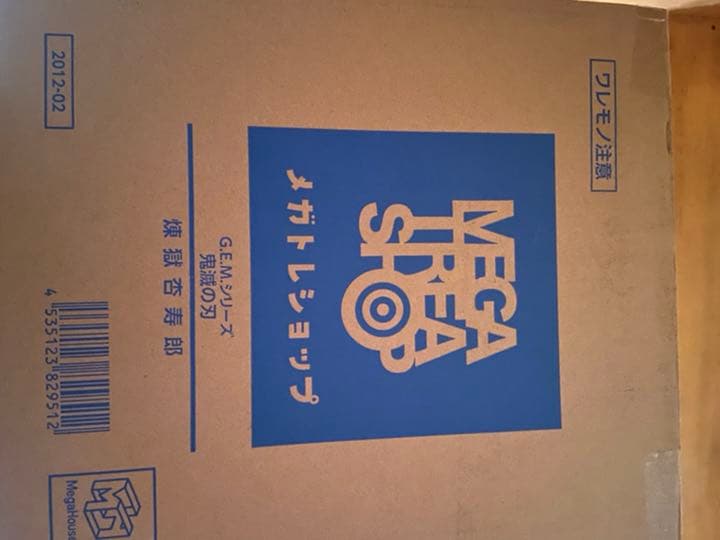 ワレモノ注意
MEGA
TREA
SHOP
メガトレショップ
G.E.M.シリーズ
鬼滅の刃
煉獄杏寿郎
2012-02
4 535123 829512
MegaHouse